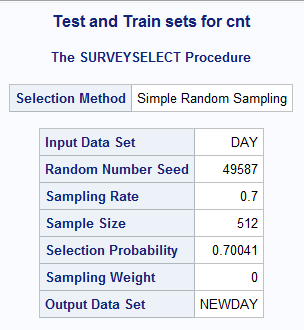 Test and Train sets for cnt
The SURVEYSELECT Procedure
Selection Method Simple Random Sampling
Input Data Set DAY
Random Number Seed 49587
Sampling Rate 0.7
Sample Size 512
Selection Probability 0.70041
Sampling Weight 0
Output Data Set NEWDAY